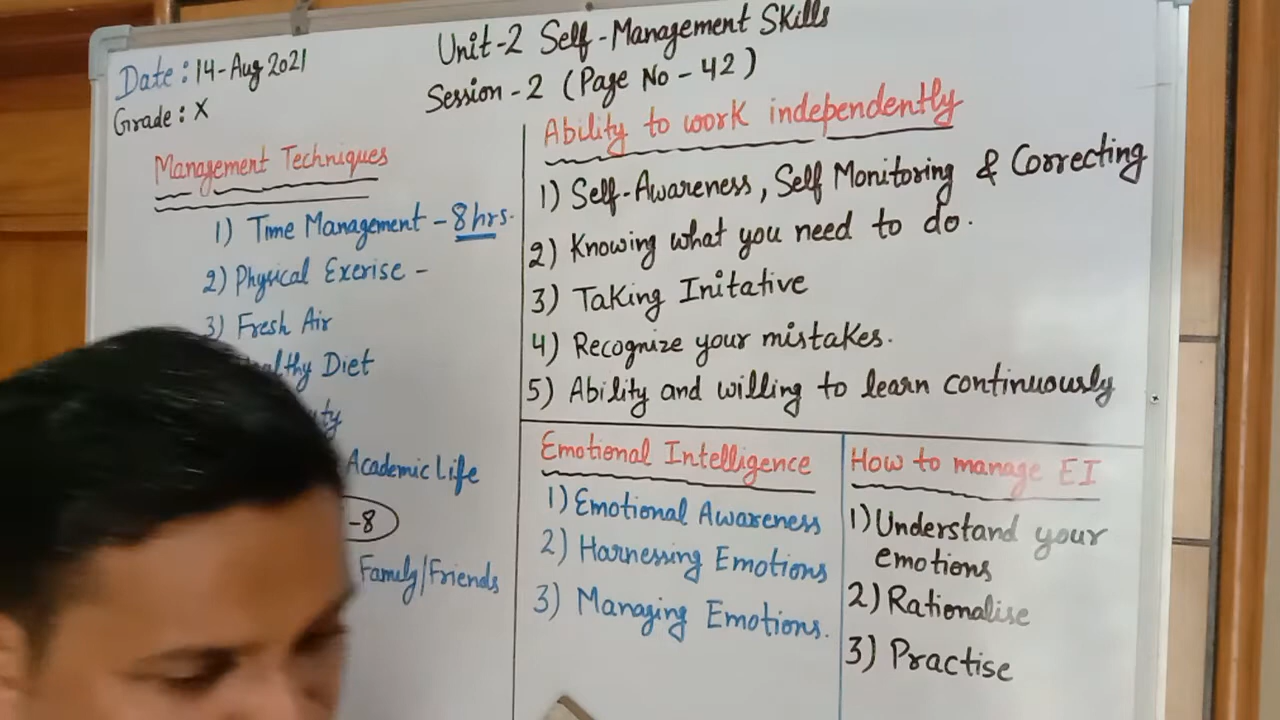 Date: 14-Aug 2021
Grade: X
Unit-2 Self-Management Skills
Session-2 (Page No-42)
Management Techniques
1) Time Management - 8hrs.
2) Physical Exerise -
3) Fresh Air
Diet
Academic Life
-8
Family/Friends
Ability to work independently
1) Self-Awareness, Self Monitoring & Correcting
2) Knowing what you need to do.
3) Taking Initative
4) Recognize your mistakes.
5) Ability and willing to learn continuously
Emotional Intelligence
1) Emotional Awareness
2) Harnessing Emotions
3) Managing Emotions.
How to manage EI
1) Understand your
emotions
2) Rationalise
3) Practise